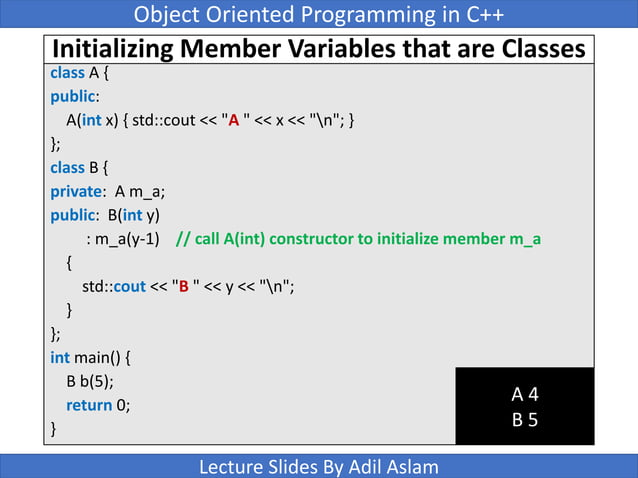 Object Oriented Programming in C++
Initializing Member Variables that are Classes
class A {
public:
A(int x) { std::cout << "A " << x << "\n"; }
};
class B {
private:  A m_a;
public:  B(int y)
: m_a(y-1)    // call A(int) constructor to initialize member m_a
{
std::cout << "B " << y << "\n";
}
};
int main() {
B b(5);
return 0;
}
A 4
B 5
Lecture Slides By Adil Aslam